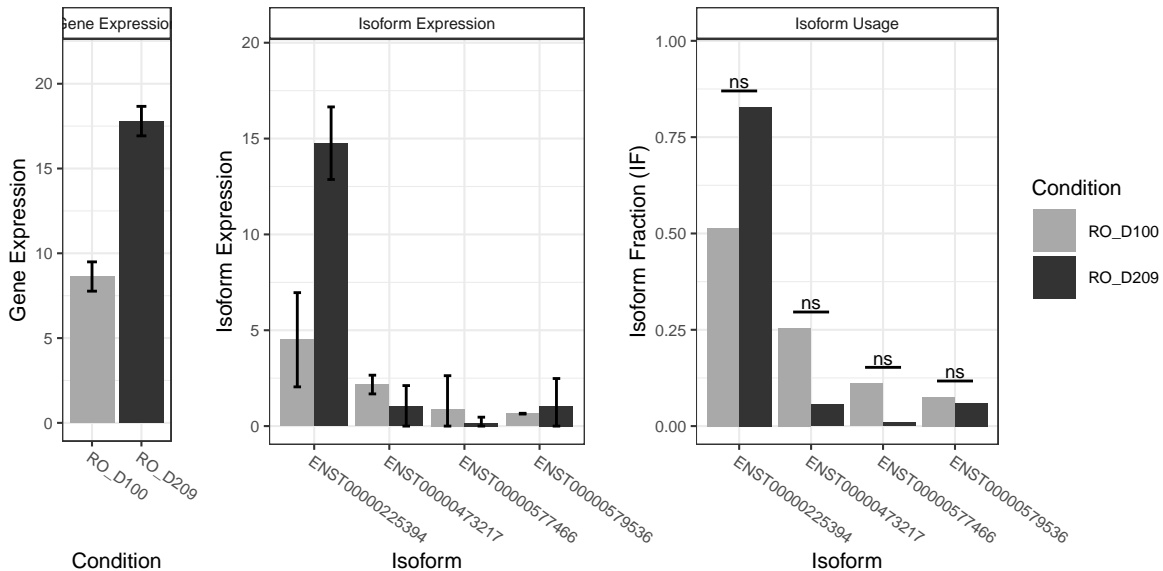 Gene Expression
Isoform Expression
Isoform Usage
Gene Expression
0
5
10
15
20
RO_D100
RO_D209
Condition
Isoform Expression
0
5
10
15
20
ENST00000225394
ENST00000473217
ENST00000577466
ENST00000579536
Isoform
Isoform Fraction (IF)
0.00
0.25
0.50
0.75
1.00
ns
ns
ns
ns
ENST00000225394
ENST00000473217
ENST00000577466
ENST00000579536
Isoform
Condition
RO_D100
RO_D209